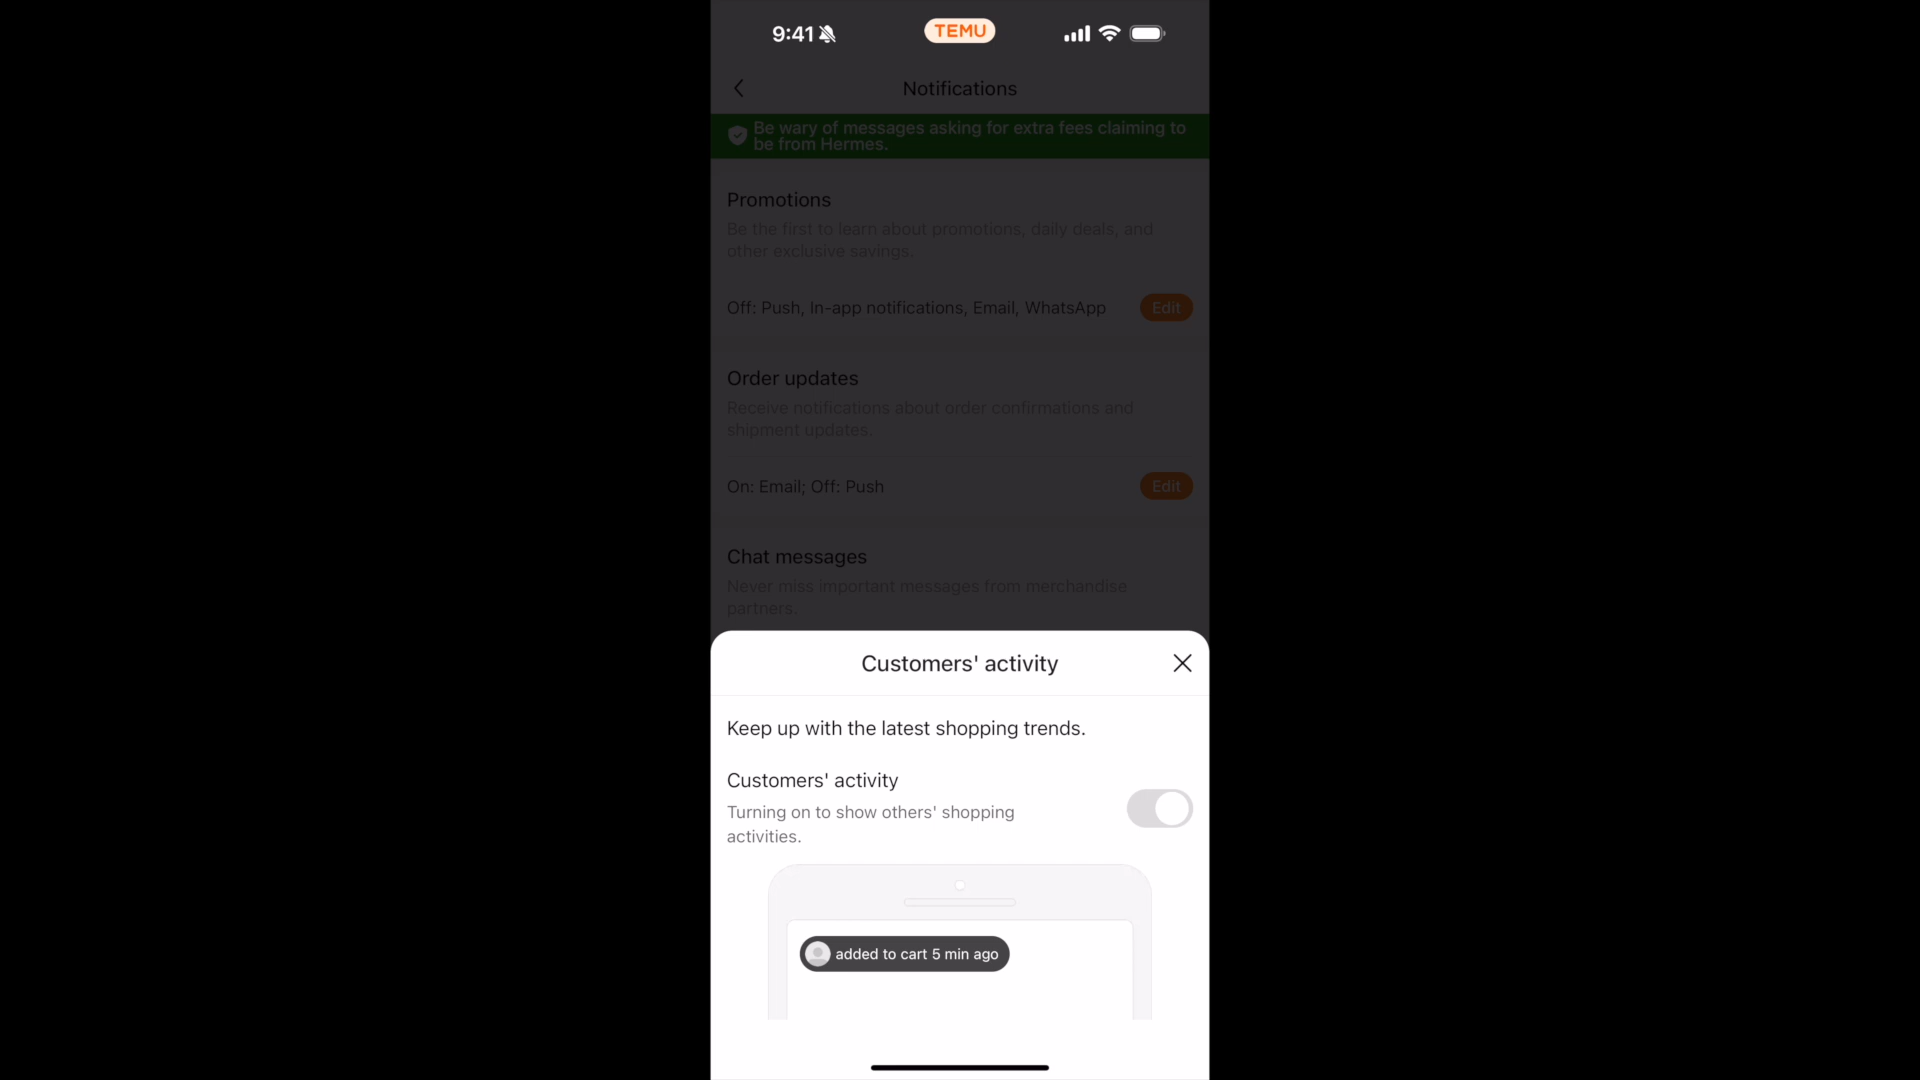 9:41
TEMU
Notifications
Be wary of messages asking for extra fees claiming to
be from Hermes.
Promotions
Be the first to learn about promotions, daily deals, and
other exclusive savings.
Off: Push, In-app notifications, Email, WhatsApp
Edit
Order updates
Receive notifications about order confirmations and
shipment updates.
On: Email; Off: Push
Edit
Chat messages
Never miss important messages from merchandise
partners.
Customers' activity
Keep up with the latest shopping trends.
Customers' activity
Turning on to show others' shopping
activities.
added to cart 5 min ago